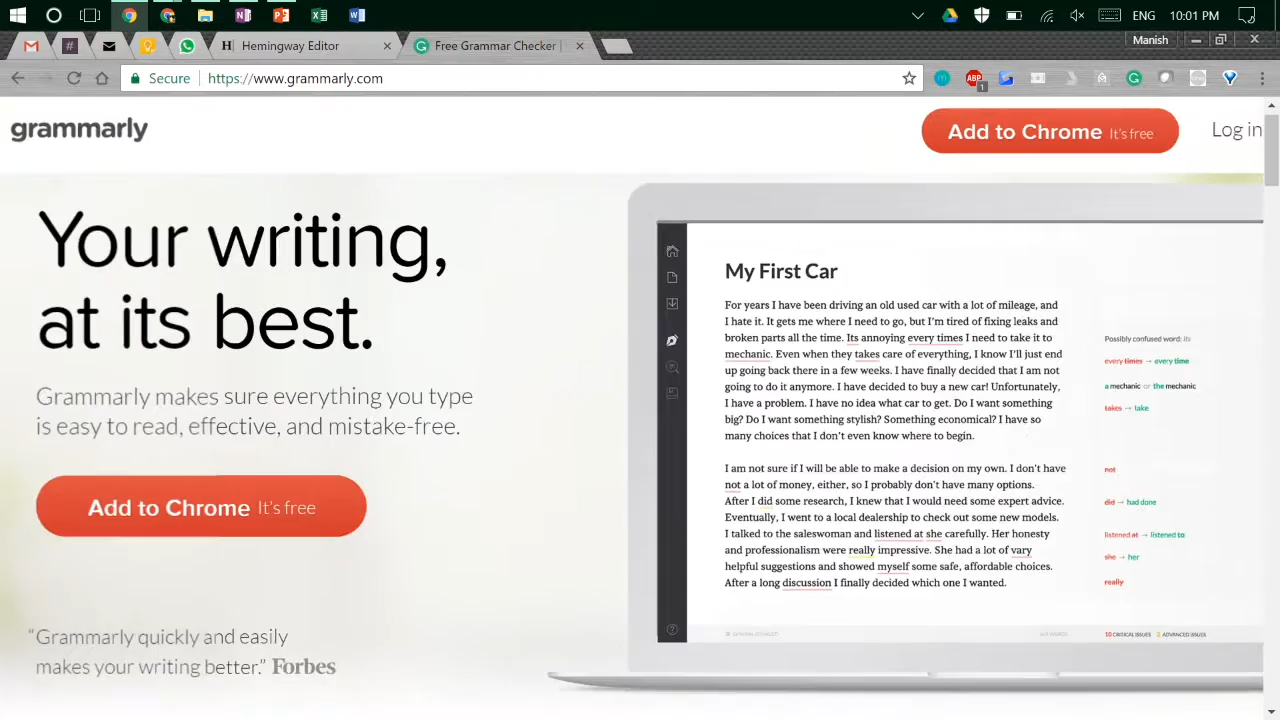 ENG 10:01 PM
Hemingway Editor
Free Grammar Checker
Manish
Secure https://www.grammarly.com
ABP
1
grammarly
Add to Chrome It's free
Log in
Your writing,
at its best.
Grammarly makes sure everything you type
is easy to read, effective, and mistake-free.
Add to Chrome It's free
"Grammarly quickly and easily
makes your writing better." Forbes
My First Car
For years I have been driving an old used car with a lot of mileage, and
I hate it. It gets me where I need to go, but I'm tired of fixing leaks and
broken parts all the time. Its annoying every times I need to take it to
mechanic. Even when they takes care of everything, I know I'll just end
up going back there in a few weeks. I have finally decided that I am not
going to do it anymore. I have decided to buy a new car! Unfortunately,
I have a problem. I have no idea what car to get. Do I want something
big? Do I want something stylish? Something economical? I have so
many choices that I don't even know where to begin.
I am not sure if I will be able to make a decision on my own. I don't have
not a lot of money, either, so I probably don't have many options.
After I did some research, I knew that I would need some expert advice.
Eventually, I went to a local dealership to check out some new models.
I talked to the saleswoman and listened at she carefully. Her honesty
and professionalism were really impressive. She had a lot of vary
helpful suggestions and showed myself some safe, affordable choices.
After a long discussion I finally decided which one I wanted.
Possibly confused word: its
every times → every time
a mechanic or the mechanic
takes → take
not
did → had done
listened at → listened to
she → her
really
10 CRITICAL ISSUES
ADVANCED ISSUES